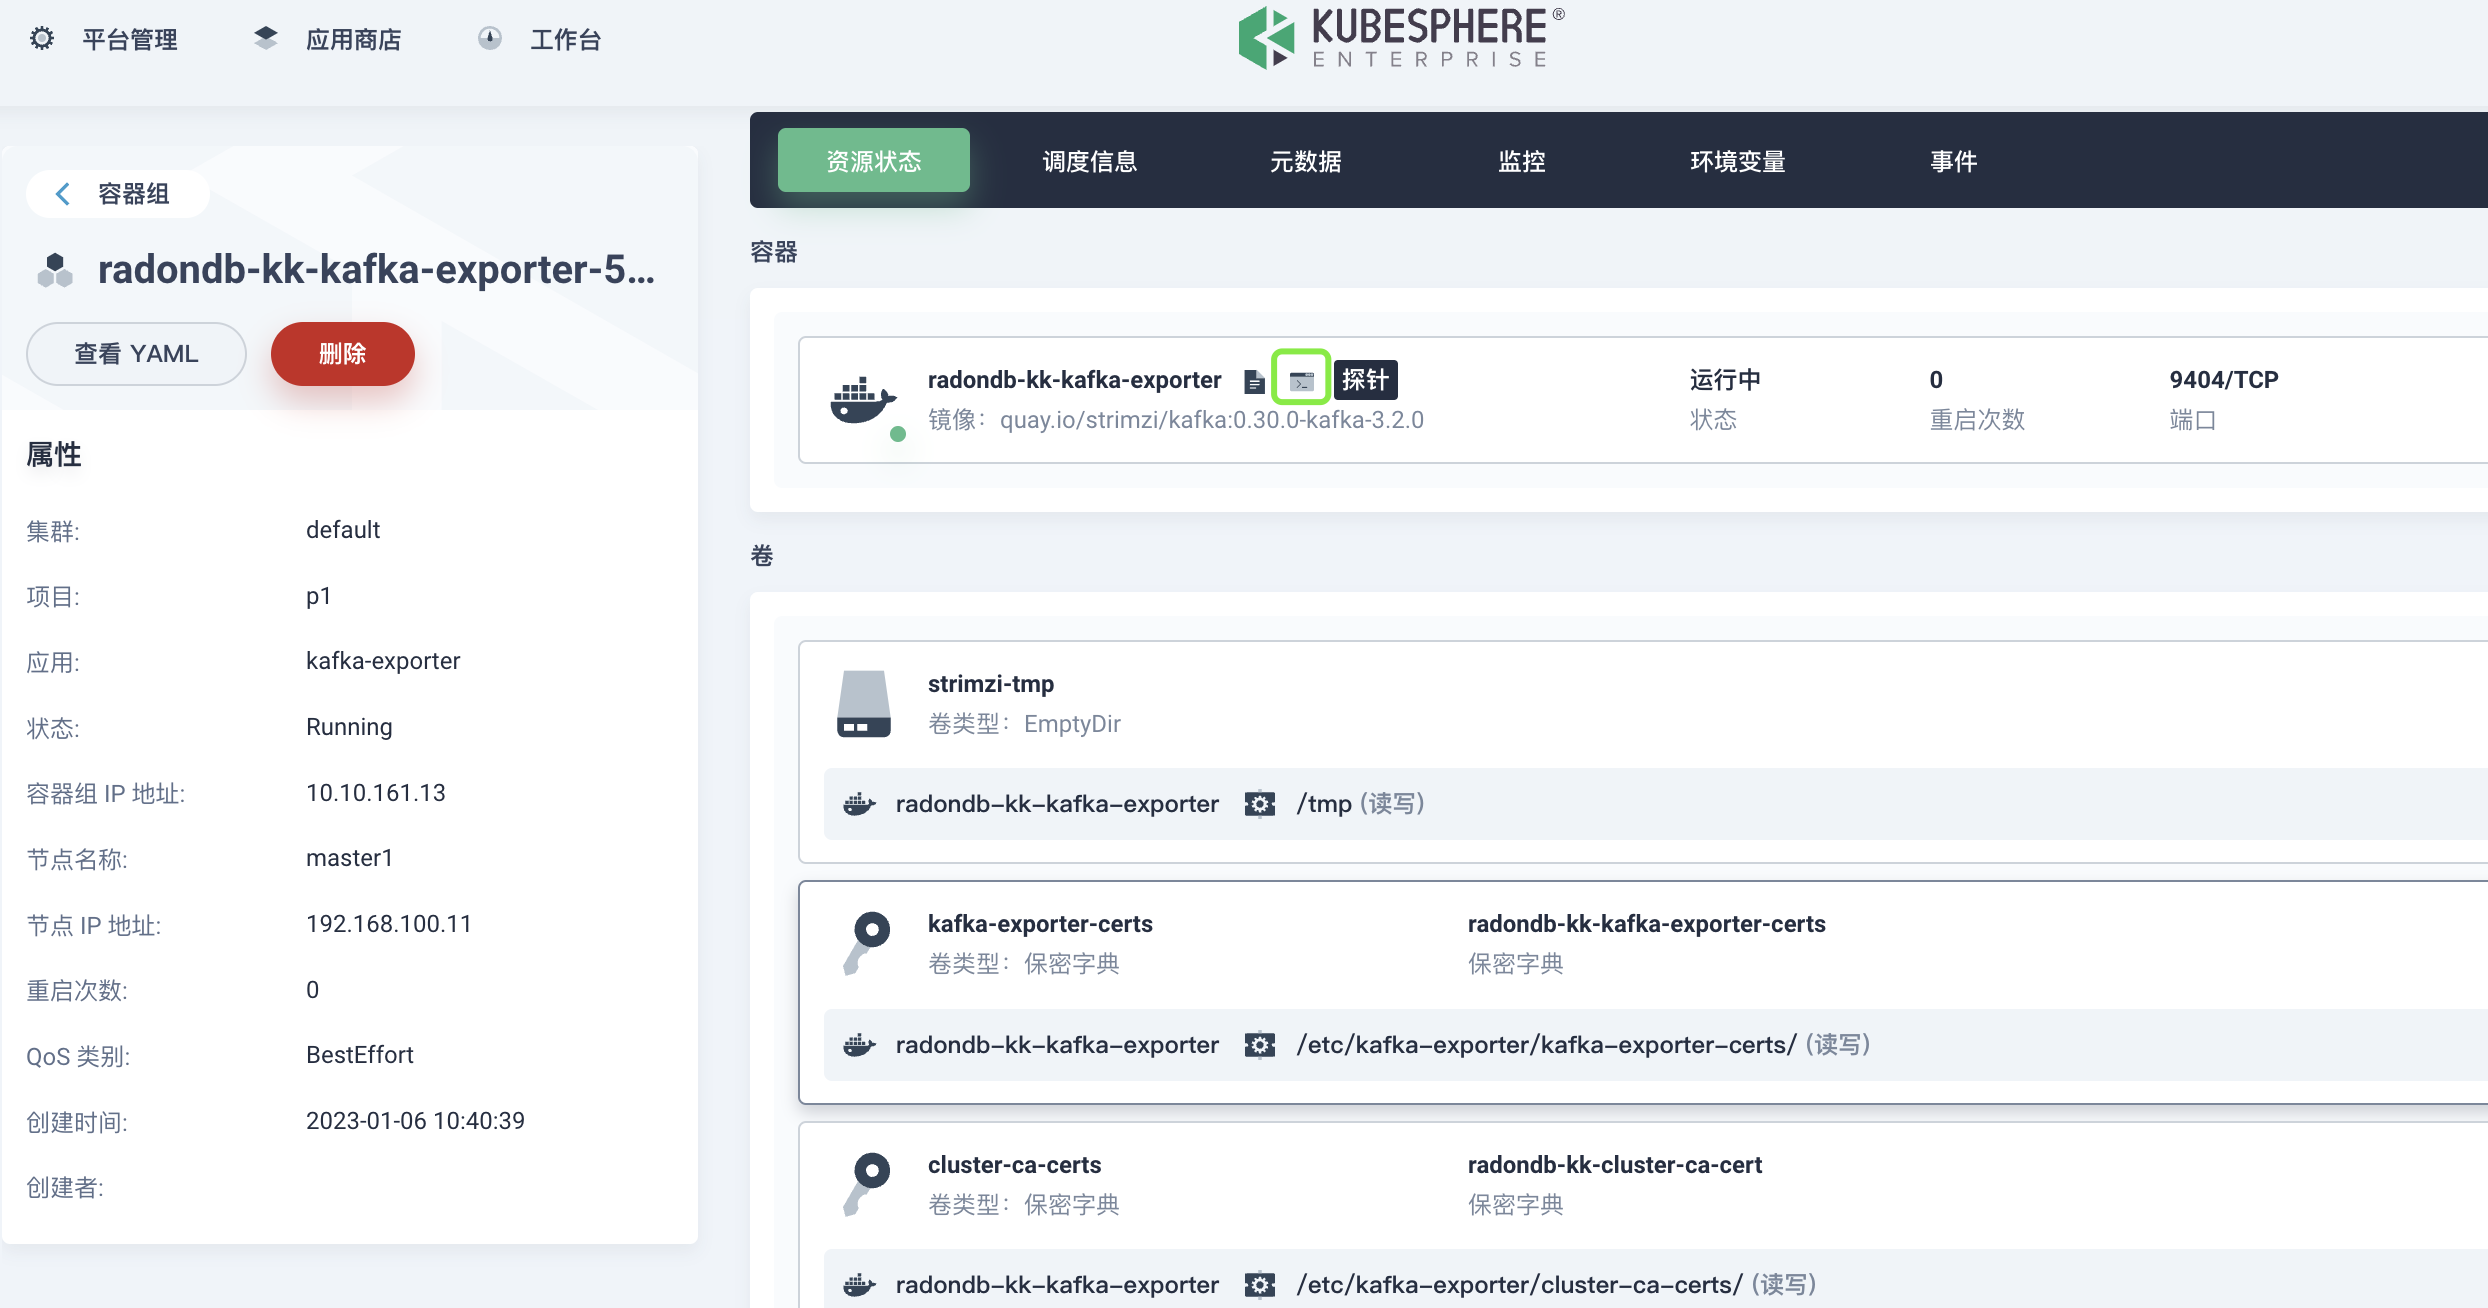 平台管理
应用商店
工作台
KUBESPHERE®
ENTERPRISE
容器组
radondb-kk-kafka-exporter-5...
查看 YAML
删除
属性
集群: default
项目: p1
应用: kafka-exporter
状态: Running
容器组 IP 地址: 10.10.161.13
节点名称: master1
节点 IP 地址: 192.168.100.11
重启次数: 0
QoS 类别: BestEffort
创建时间: 2023-01-06 10:40:39
创建者:
资源状态
调度信息
元数据
监控
环境变量
事件
容器
radondb-kk-kafka-exporter 探针
镜像：quay.io/strimzi/kafka:0.30.0-kafka-3.2.0
运行中
状态
0
重启次数
9404/TCP
端口
卷
strimzi-tmp
卷类型：EmptyDir
radondb-kk-kafka-exporter /tmp (读写)
kafka-exporter-certs
卷类型：保密字典
radondb-kk-kafka-exporter-certs
保密字典
radondb-kk-kafka-exporter /etc/kafka-exporter/kafka-exporter-certs/ (读写)
cluster-ca-certs
卷类型：保密字典
radondb-kk-cluster-ca-cert
保密字典
radondb-kk-kafka-exporter /etc/kafka-exporter/cluster-ca-certs/ (读写)